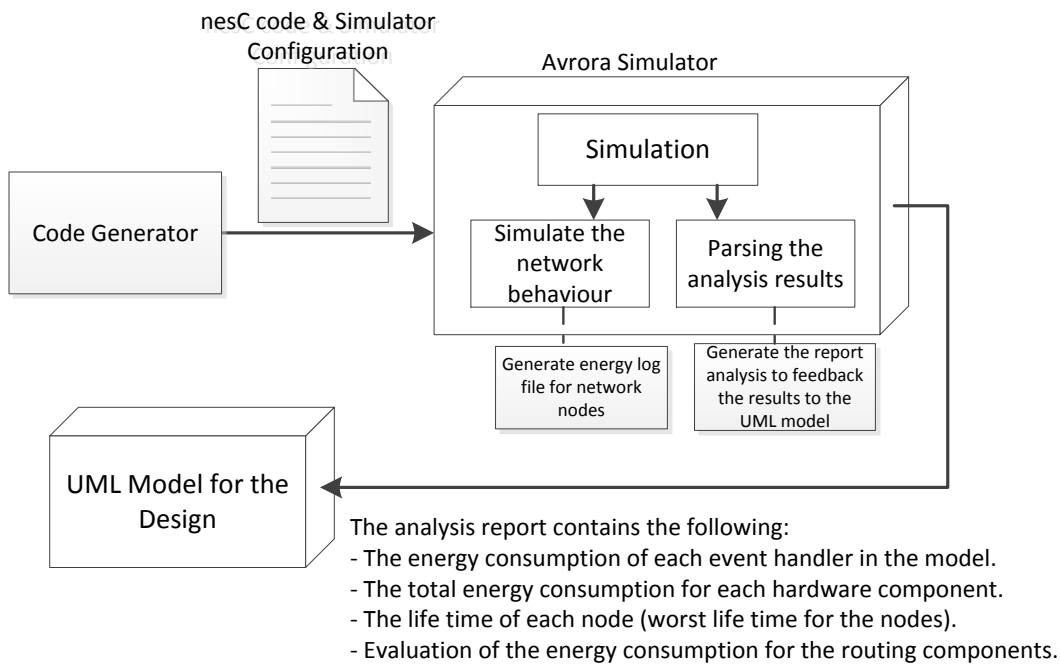 nesC code & Simulator
Configuration
Avrora Simulator
Simulation
Code Generator
Simulate the
network
behaviour
Parsing the
analysis results
Generate energy log
file for network
nodes
Generate the report
analysis to feedback
the results to the
UML model
UML Model for the
Design
The analysis report contains the following:
- The energy consumption of each event handler in the model.
- The total energy consumption for each hardware component.
- The life time of each node (worst life time for the nodes).
- Evaluation of the energy consumption for the routing components.